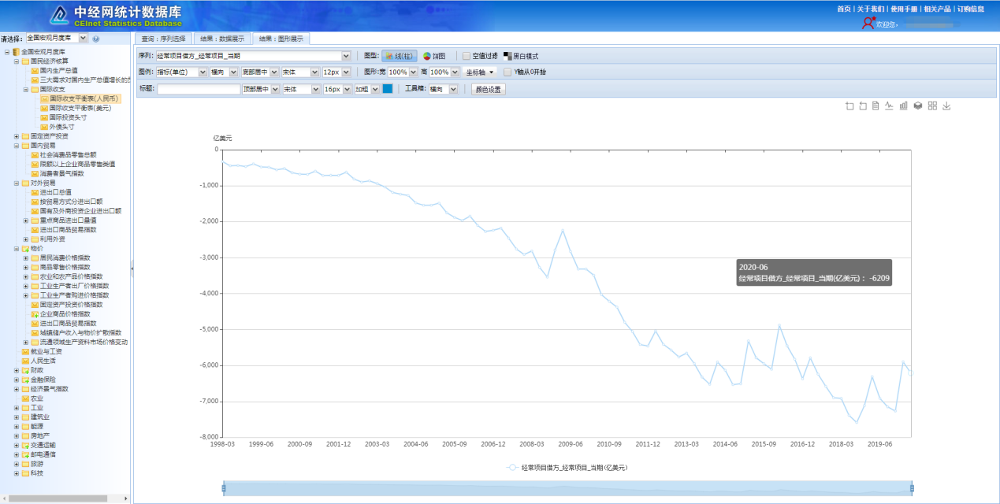 中经网统计数据库
CEInet Statistics Database
首页 | 关于我们 | 使用手册 | 相关产品 | 订购信息
欢迎您:
请选择: 全国宏观月度库
全国宏观月度库
国民经济核算
国内生产总值
三大需求对国内生产总值增长的
国际收支
国际收支平衡表(人民币)
国际收支平衡表(美元)
国际投资头寸
外债头寸
固定资产投资
国内贸易
社会消费品零售总额
限额以上企业商品零售类值
消费者景气指数
对外贸易
进出口总值
按贸易方式分进出口额
国有及外商投资企业进出口额
重点商品进出口量值
进出口商品贸易指数
利用外资
物价
居民消费价格指数
商品零售价格指数
农业和农产品价格指数
工业生产者出厂价格指数
工业生产者购进价格指数
固定资产投资价格指数
企业商品价格指数
进出口商品贸易指数
城镇储户收入与物价扩散指数
流通领域生产资料市场价格变动
就业与工资
人民生活
财政
金融保险
经济景气指数
农业
工业
建筑业
能源
房地产
交通运输
邮电通信
旅游
科技
查询:序列选择 结果:数据展示 结果:图形展示
序列: 经常项目借方_经常项目_当期 图型: 线(柱) 饼图 空值过滤 黑白模式
图例: 指标(单位) 横向 底部居中 宋体 12px 图形:宽 100% 高 100% 坐标轴 Y轴从0开始
标题: 顶部居中 宋体 16px 加粗 工具箱: 横向 颜色设置
亿美元
0
-1,000
-2,000
-3,000
-4,000
-5,000
-6,000
-7,000
-8,000
2020-06
经常项目借方_经常项目_当期(亿美元) : -6209
1998-03 1999-06 2000-09 2001-12 2003-03 2004-06 2005-09 2006-12 2008-03 2009-06 2010-09 2011-12 2013-03 2014-06 2015-09 2016-12 2018-03 2019-06
经常项目借方_经常项目_当期(亿美元)